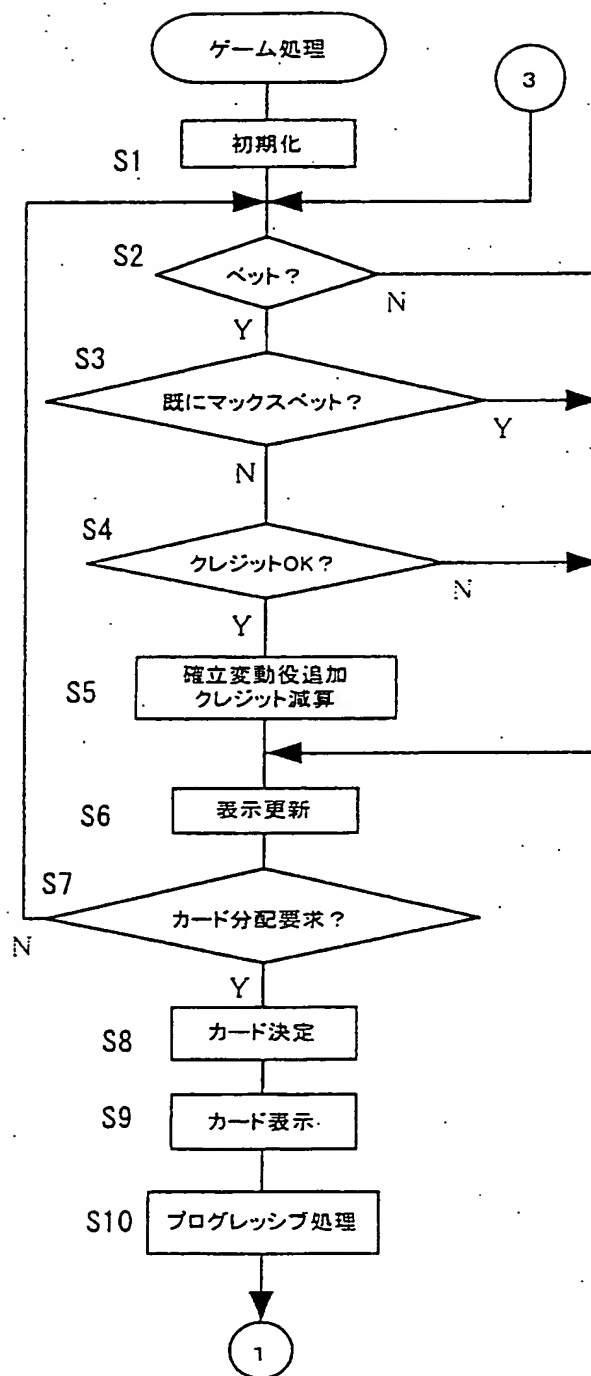 ゲーム処理
3
初期化
S1
S2
ベット?
N
Y
S3
既にマックスベット?
Y
N
S4
クレジットOK?
N
Y
S5
確立変動役追加
クレジット減算
S6
表示更新
S7
カード分配要求?
N
Y
S8
カード決定
S9
カード表示
S10
プログレッシブ処理
1